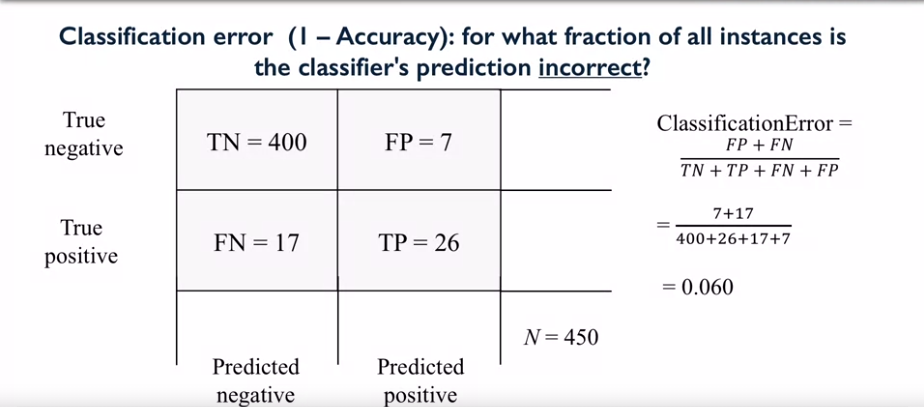 Classification error (1 – Accuracy): for what fraction of all instances is
the classifier's prediction incorrect?
True
negative
TN = 400
FP = 7
True
positive
FN = 17
TP = 26
N = 450
Predicted
negative
Predicted
positive
ClassificationError =
FP + FN
TN + TP + FN + FP
=
7+17
400+26+17+7
= 0.060